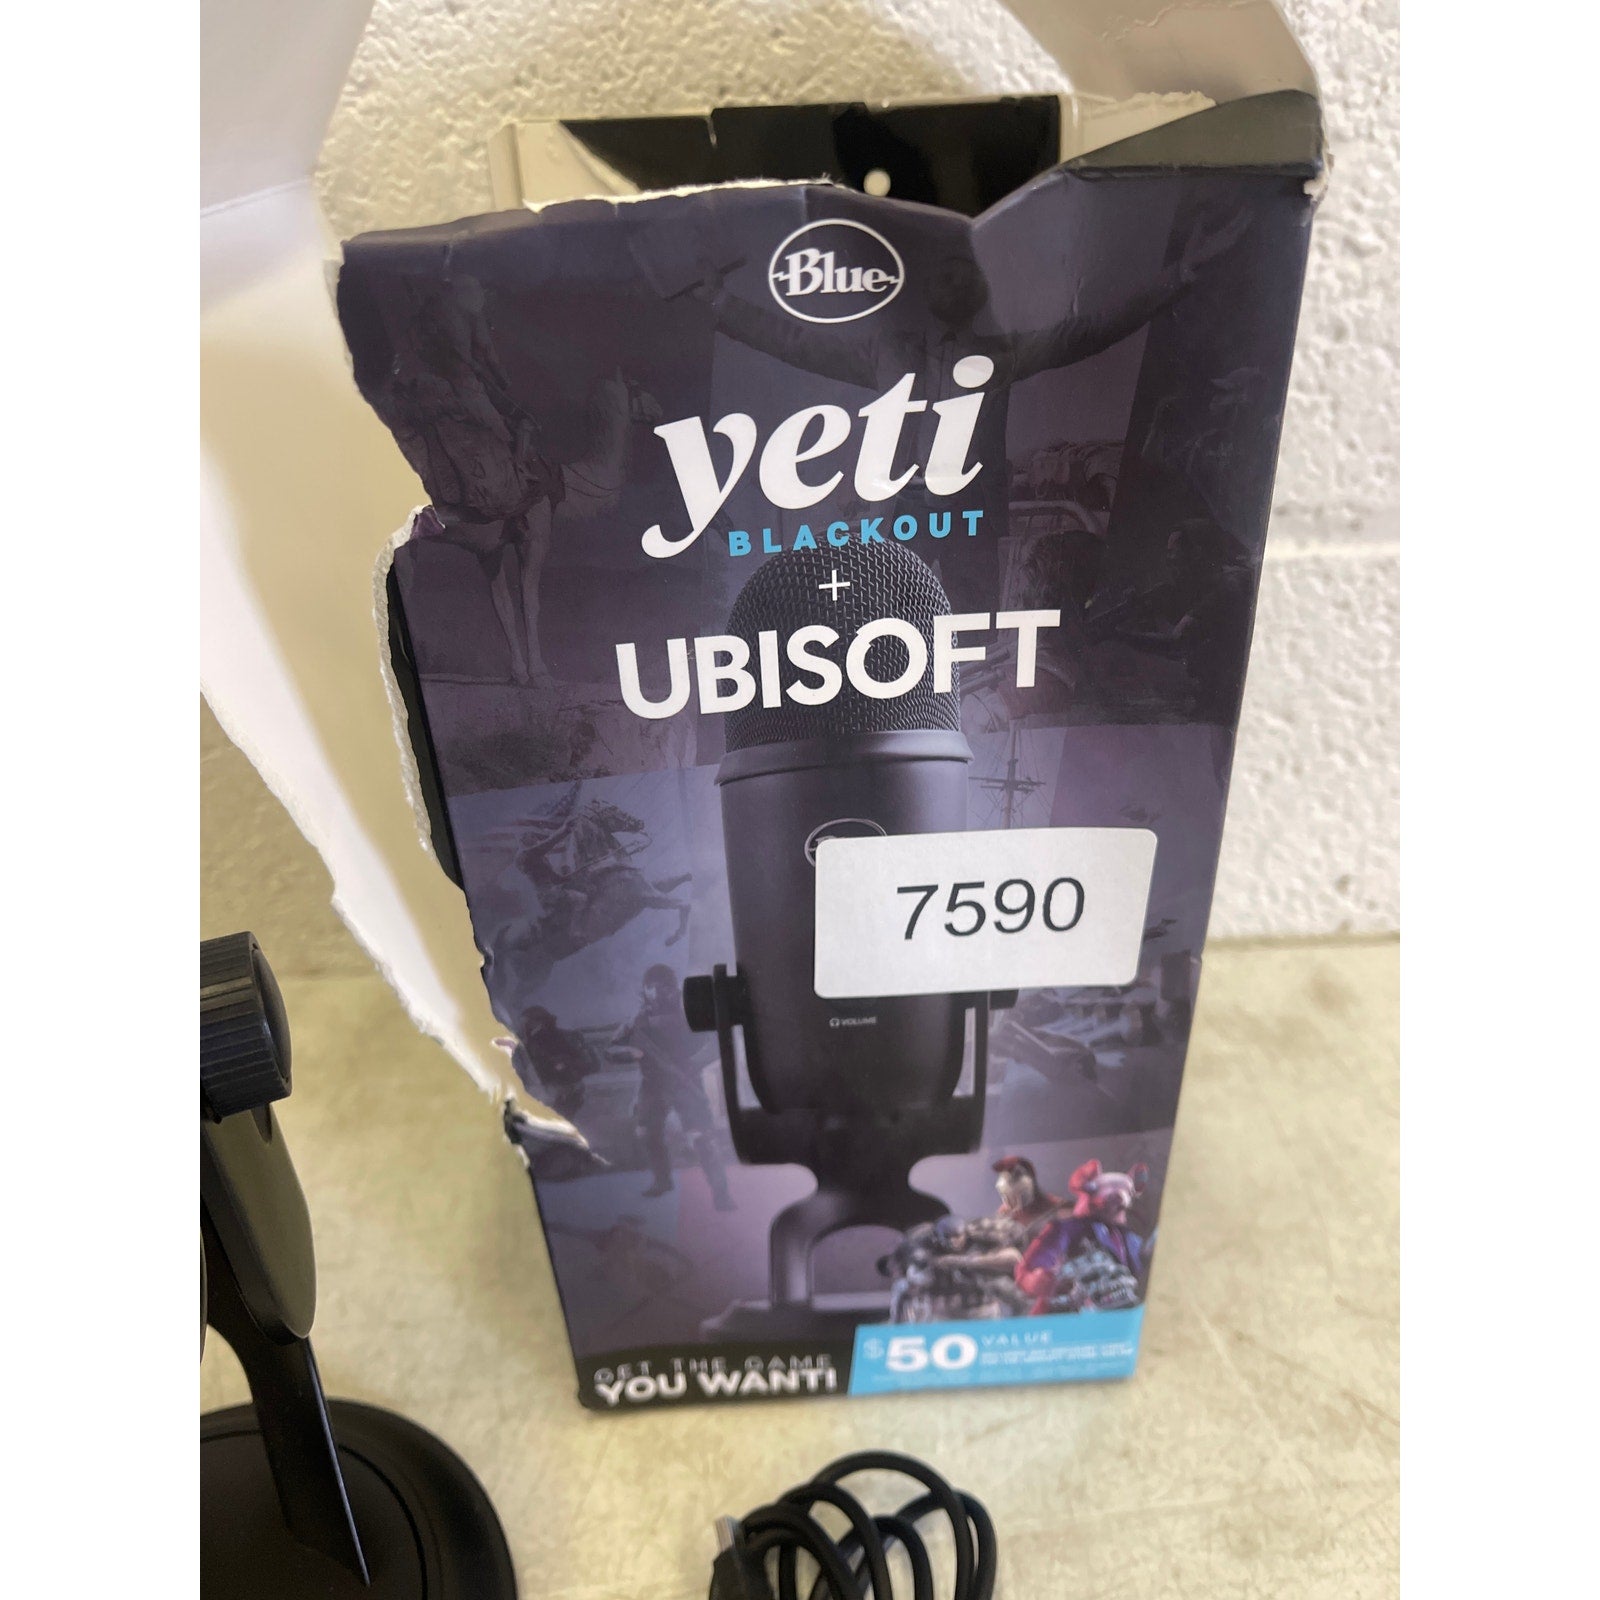 Blue
yeti
BLACKOUT
+
UBISOFT
7590
VOLUME
GET THE GAME
YOU WANT!
$50 VALUE